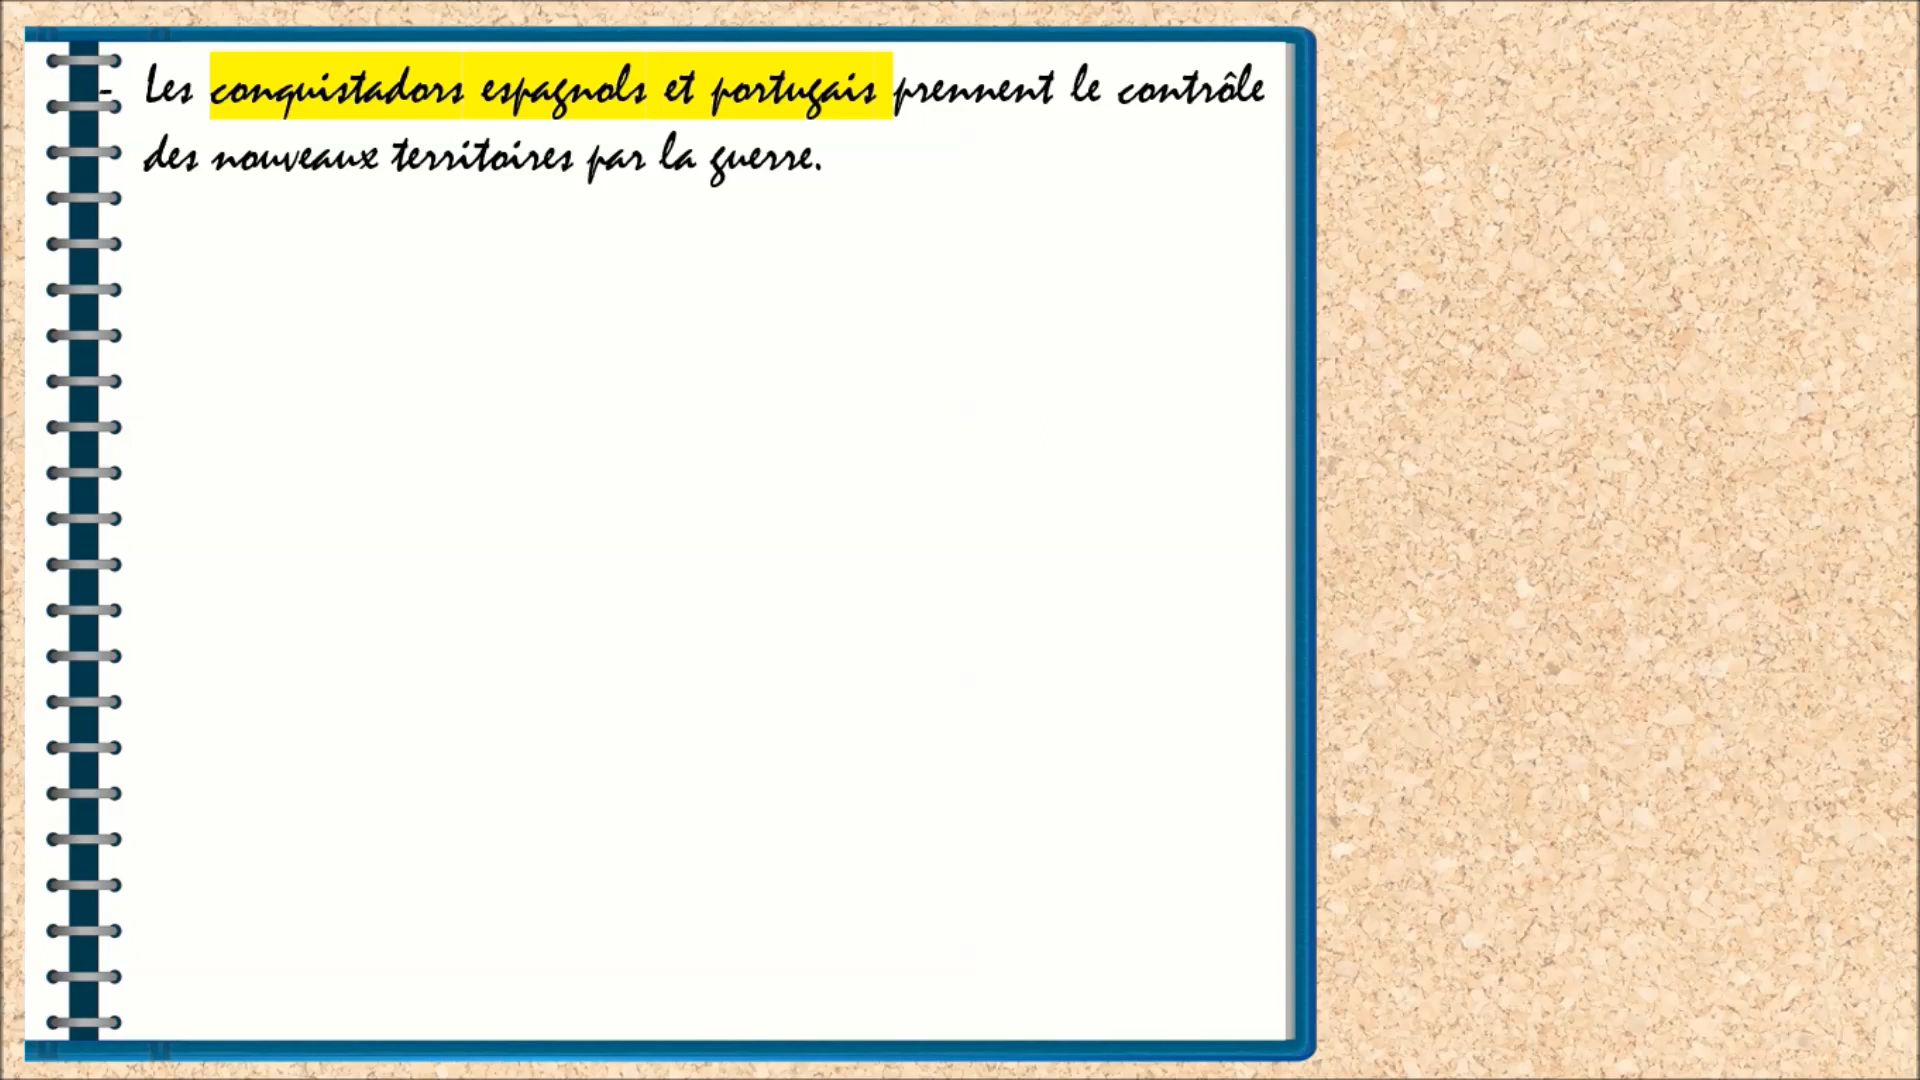 - Les conquistadors espagnols et portugais prennent le contrôle
des nouveaux territoires par la guerre.